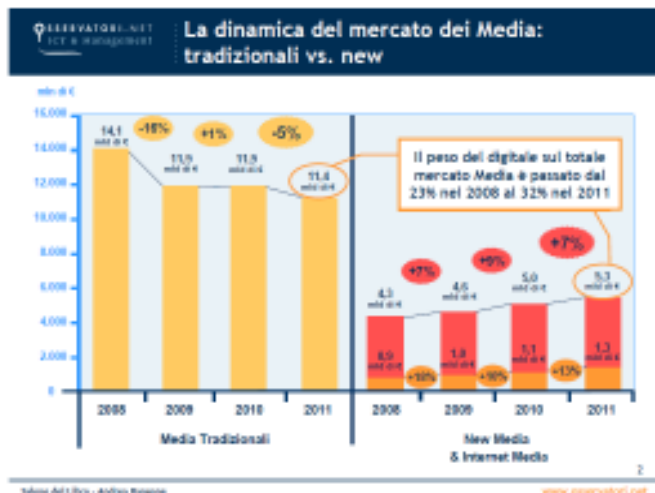 OSSERVATORI.NET
ICT & Management
La dinamica del mercato dei Media:
tradizionali vs. new
mln di €
16.000
14.000
12.000
10.000
8.000
6.000
4.000
2.000
0
14,1
mld di €
-16%
11,9
mld di €
+1%
11,9
mld di €
-5%
11,4
mld di €
Il peso del digitale sul totale
mercato Media è passato dal
23% nel 2008 al 32% nel 2011
4,3
mld di €
+7%
4,6
mld di €
+9%
5,0
mld di €
+7%
5,3
mld di €
0,9
mld di €
+10%
1,0
mld di €
+10%
1,1
mld di €
+13%
1,3
mld di €
2008
2009
2010
2011
2008
2009
2010
2011
Media Tradizionali
New Media
& Internet Media
2
www.osservatori.net